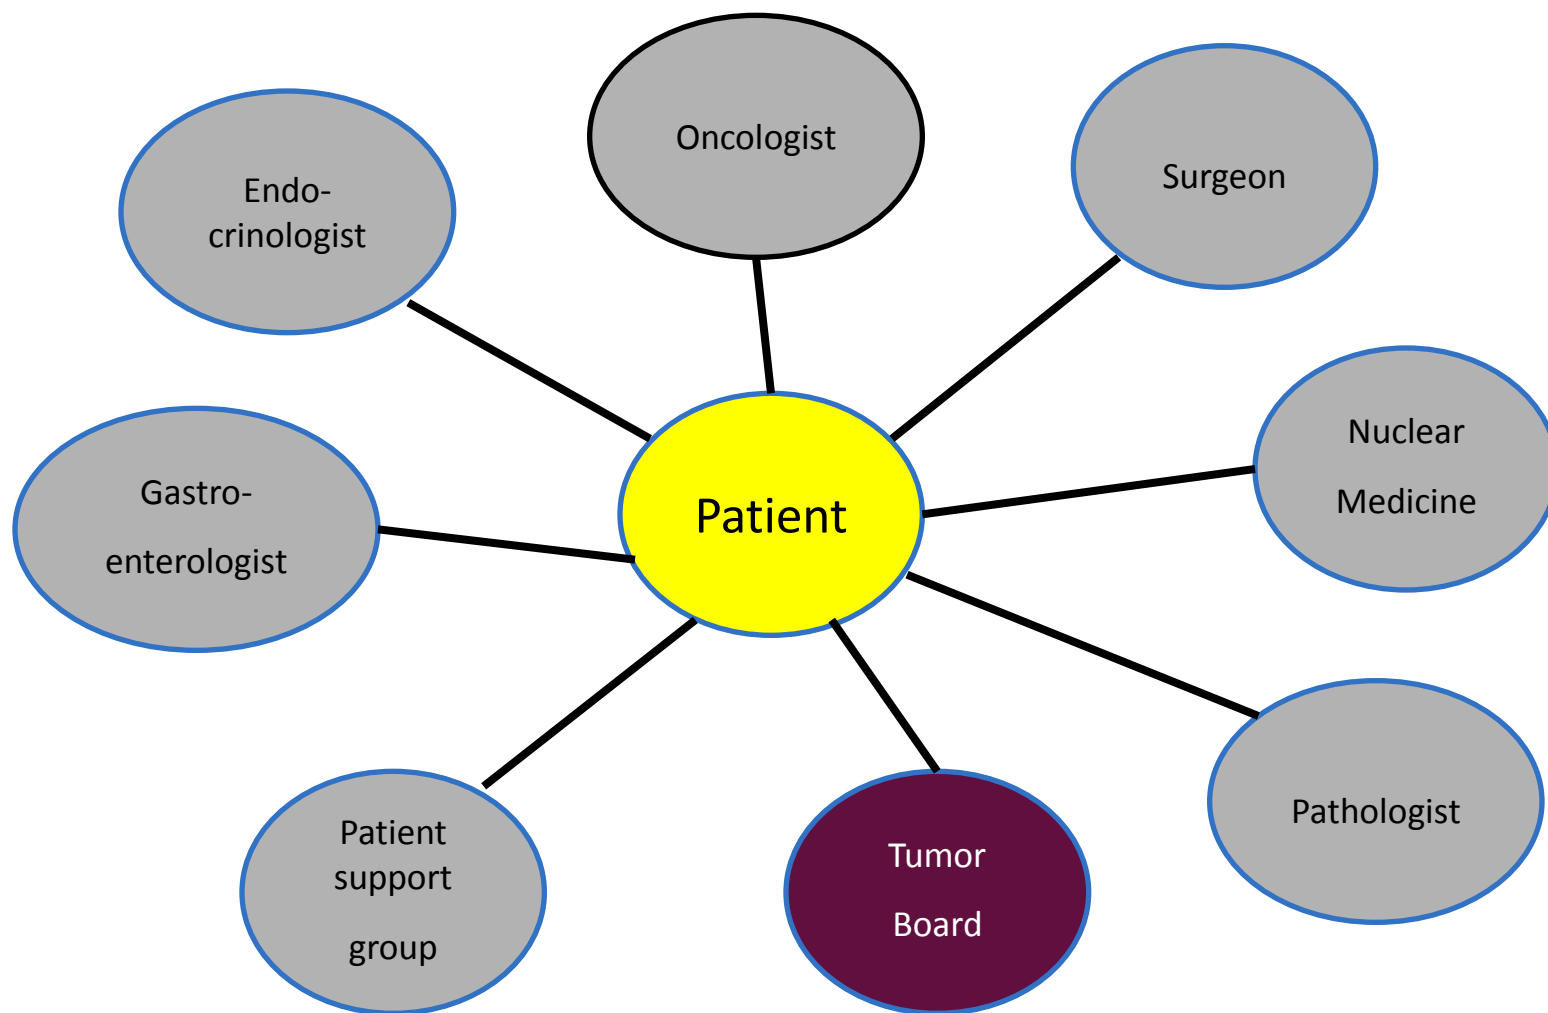 Oncologist
Surgeon
Endo-
crinologist
Nuclear
Medicine
Gastro-
enterologist
Patient
Pathologist
Patient
support
group
Tumor
Board